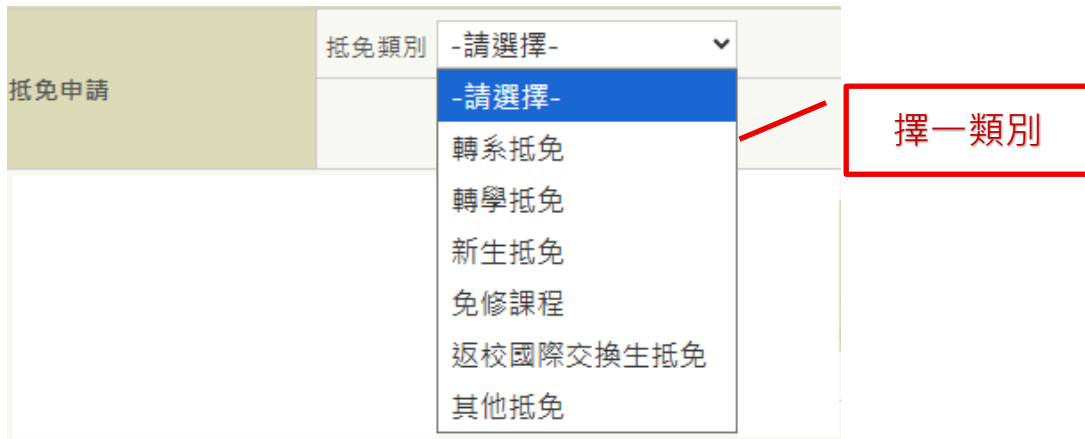 抵免申請
抵免類別
-請選擇-
-請選擇-
轉系抵免
轉學抵免
新生抵免
免修課程
返校國際交換生抵免
其他抵免
擇一類別